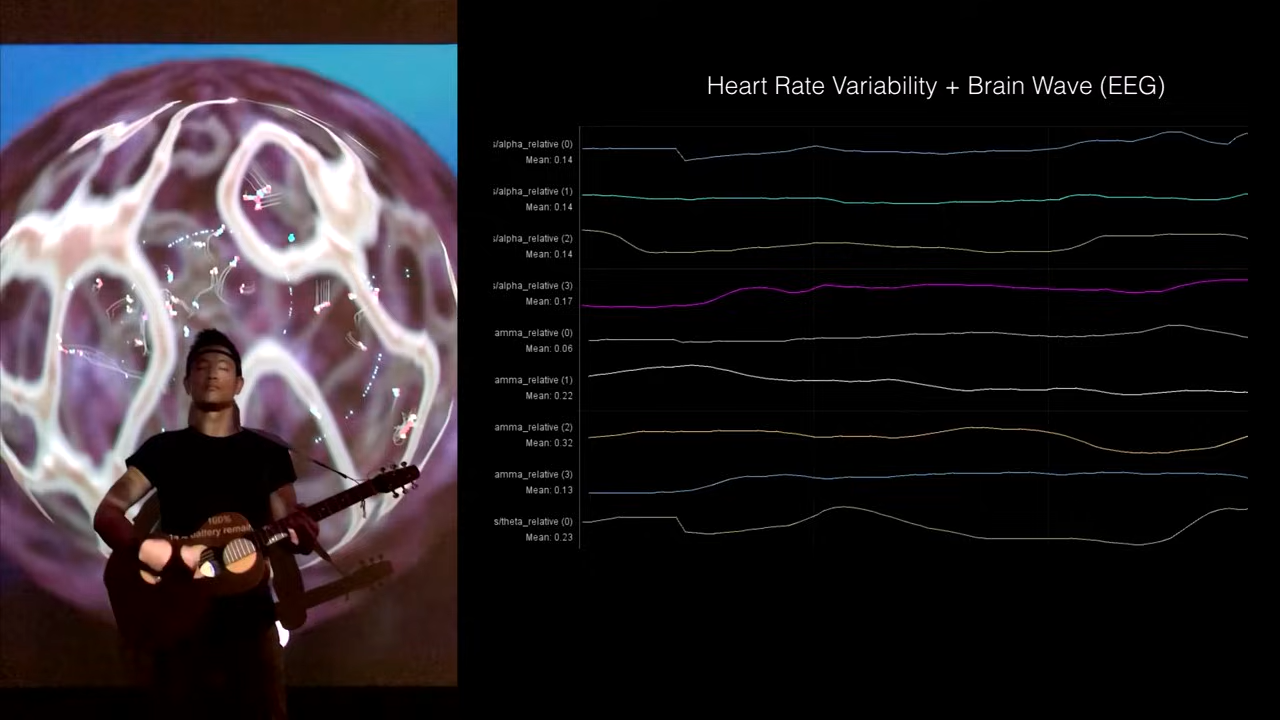 Heart Rate Variability + Brain Wave (EEG)
s/alpha_relative (0)
Mean: 0.14
s/alpha_relative (1)
Mean: 0.14
s/alpha_relative (2)
Mean: 0.14
s/alpha_relative (3)
Mean: 0.17
amma_relative (0)
Mean: 0.06
amma_relative (1)
Mean: 0.22
amma_relative (2)
Mean: 0.32
amma_relative (3)
Mean: 0.13
s/theta_relative (0)
Mean: 0.23
100%
battery remai